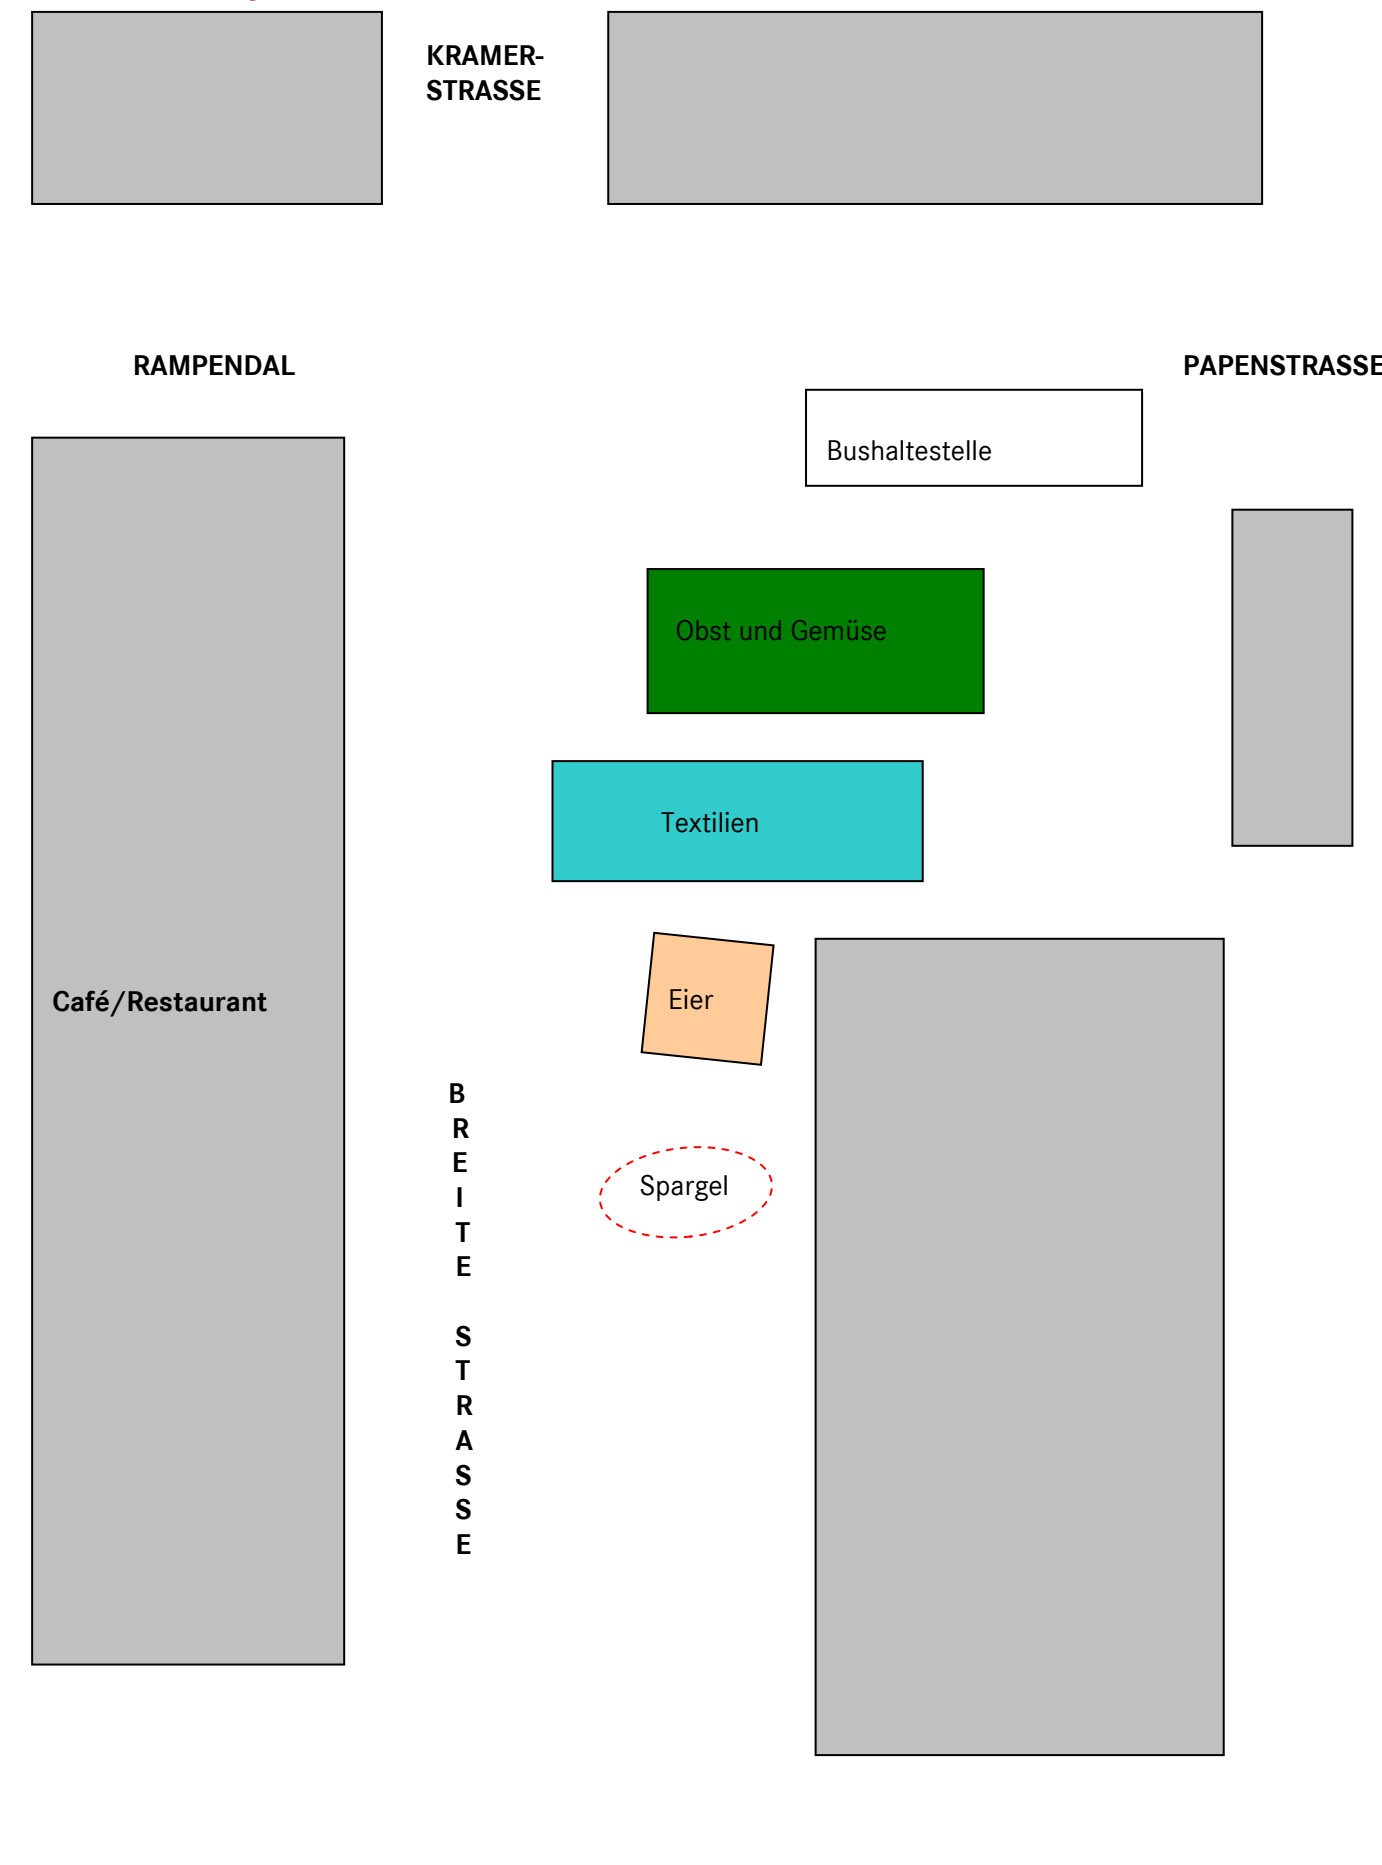 KRAMER-
STRASSE
RAMPENDAL
PAPENSTRASSE
Bushaltestelle
Obst und Gemüse
Textilien
Eier
Café/Restaurant
B
R
E
I
T
E
S
T
R
A
S
S
E
Spargel